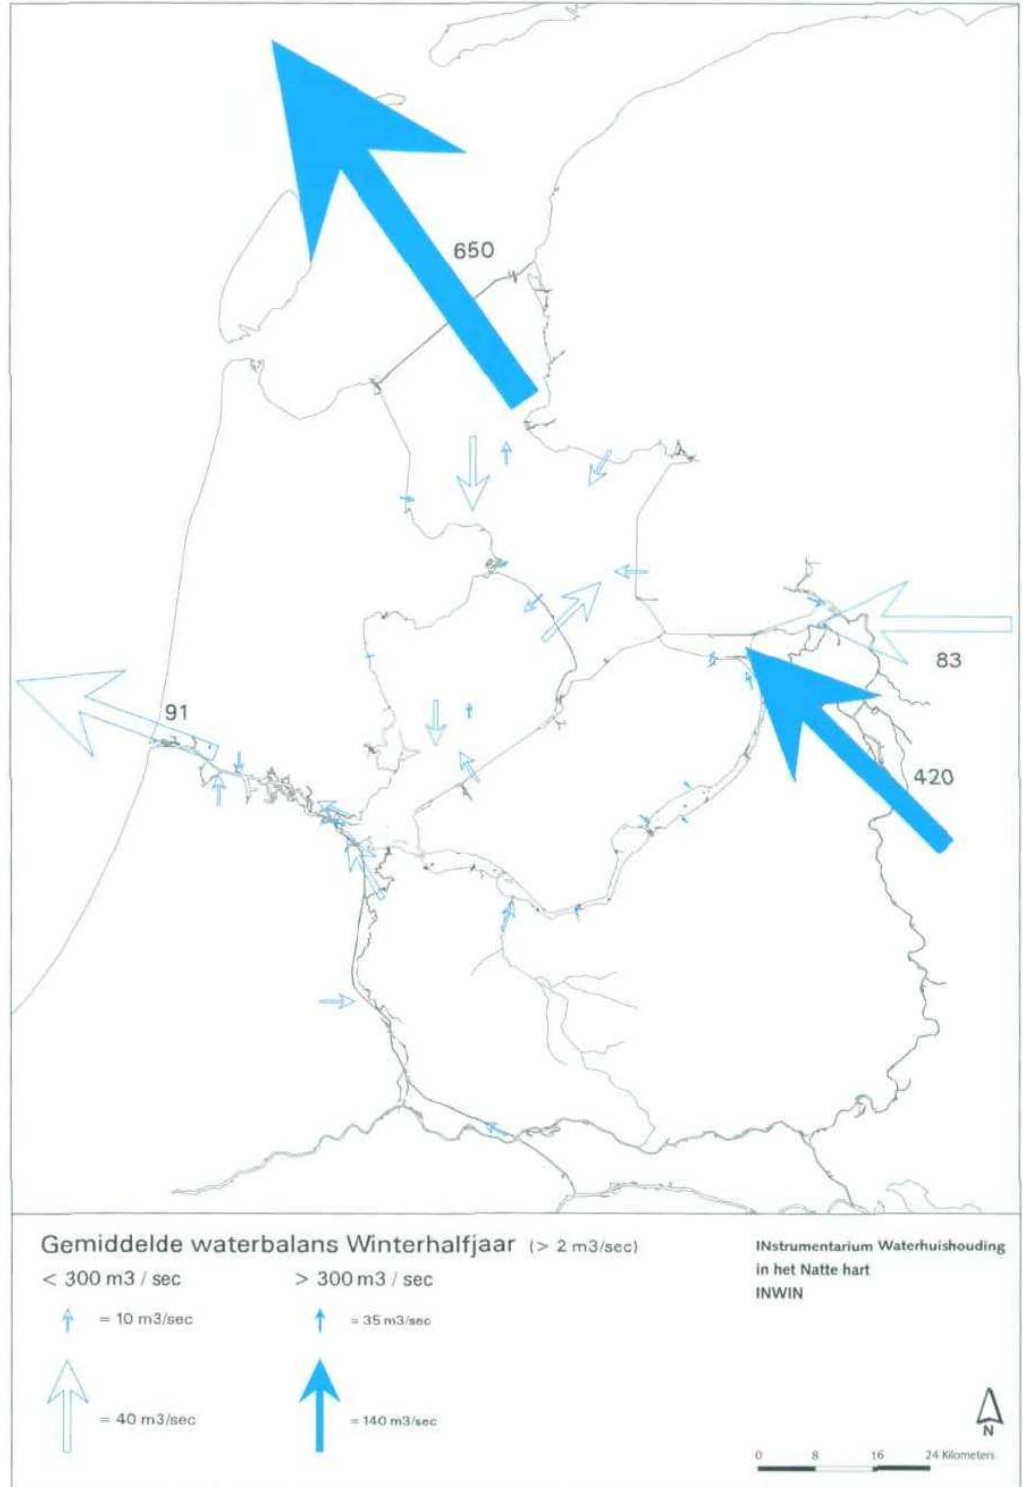 650
83
91
420
Gemiddelde waterbalans Winterhalfjaar (> 2 m3/sec)
< 300 m3 / sec
> 300 m3 / sec
= 10 m3/sec
= 35 m3/sec
= 40 m3/sec
= 140 m3/sec
INstrumentarium Waterhuishouding
in het Natte hart
INWIN
N
0 8 16 24 Kilometers